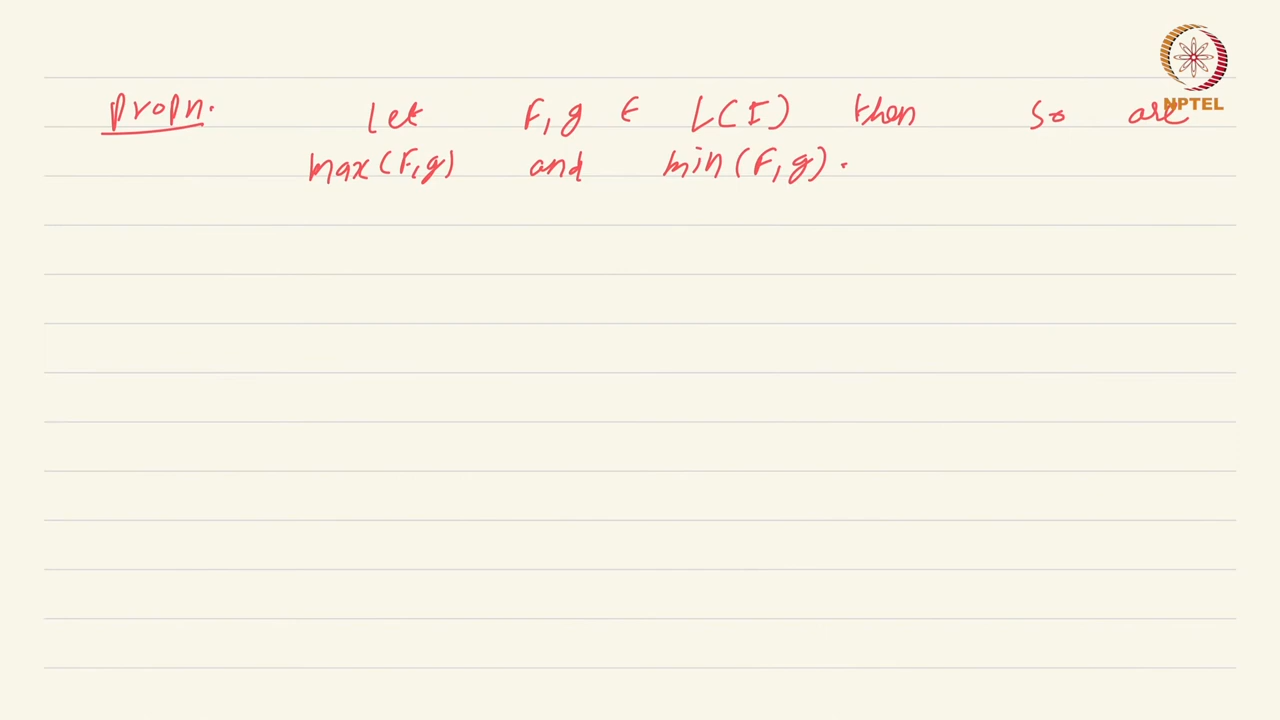 Propn. Let F, g ∈ L(I) then so are
max(F,g) and min(F,g).
NPTEL